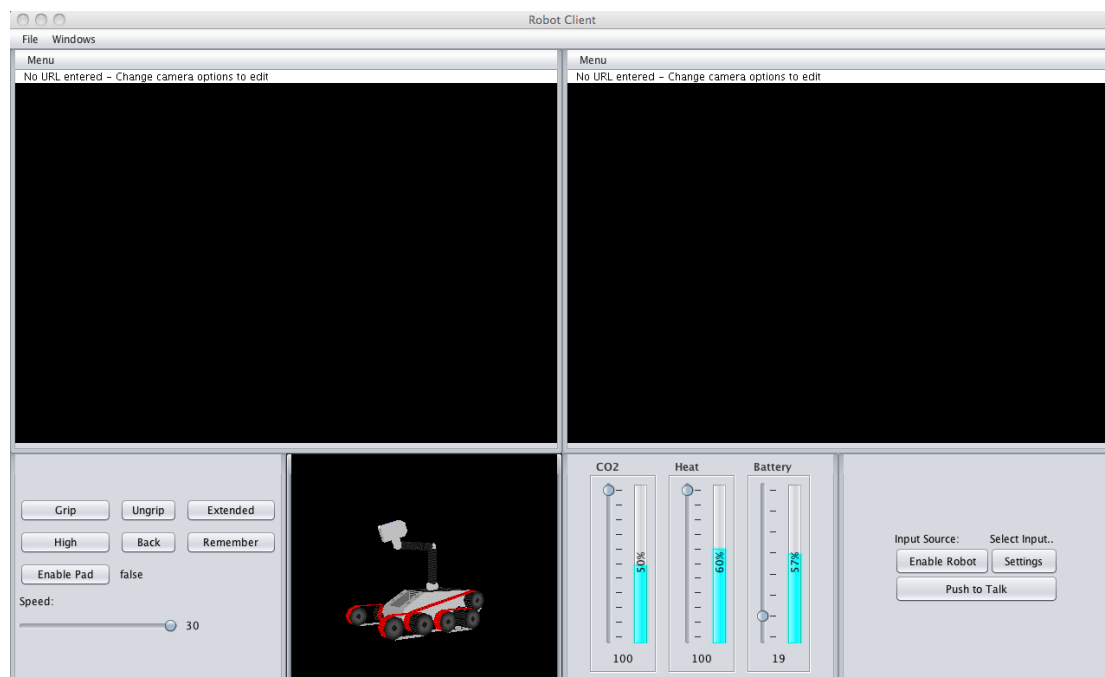 Robot Client
File Windows
Menu
No URL entered – Change camera options to edit
Menu
No URL entered – Change camera options to edit
Grip Ungrip Extended
High Back Remember
Enable Pad false
Speed:
30
CO2 Heat Battery
50% 60% 57%
100 100 19
Input Source: Select Input..
Enable Robot Settings
Push to Talk